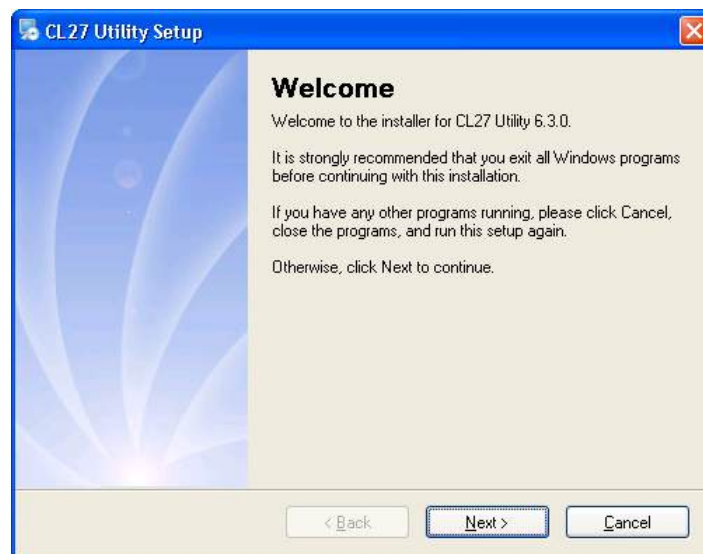 CL27 Utility Setup
Welcome
Welcome to the installer for CL27 Utility 6.3.0.
It is strongly recommended that you exit all Windows programs
before continuing with this installation.
If you have any other programs running, please click Cancel,
close the programs, and run this setup again.
Otherwise, click Next to continue.
< Back
Next >
Cancel